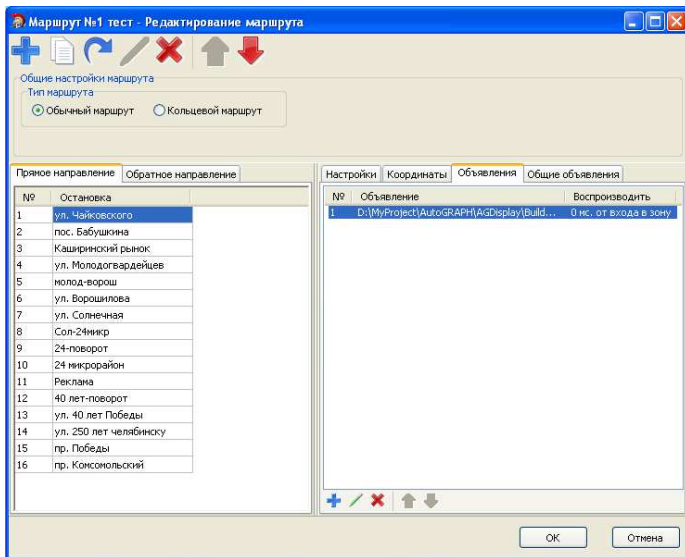 Маршрут №1 тест - Редактирование маршрута
Общие настройки маршрута
Тип маршрута
Обычный маршрут Кольцевой маршрут
Прямое направление Обратное направление
№ Остановка
1 ул. Чайковского
2 пос. Бабушкина
3 Каширинский рынок
4 ул. Молодогвардейцев
5 молод-ворош
6 ул. Ворошилова
7 ул. Солнечная
8 Сол-24микр
9 24-поворот
10 24 микрорайон
11 Реклама
12 40 лет-поворот
13 ул. 40 лет Победы
14 ул. 250 лет челябинску
15 пр. Победы
16 пр. Комсомольский
Настройки Координаты Объявления Общие объявления
№ Объявление Воспроизводить
1 D:\MyProject\AutoGRAPH\AGDisplay\Build... 0 мс. от входа в зону
OK Отмена